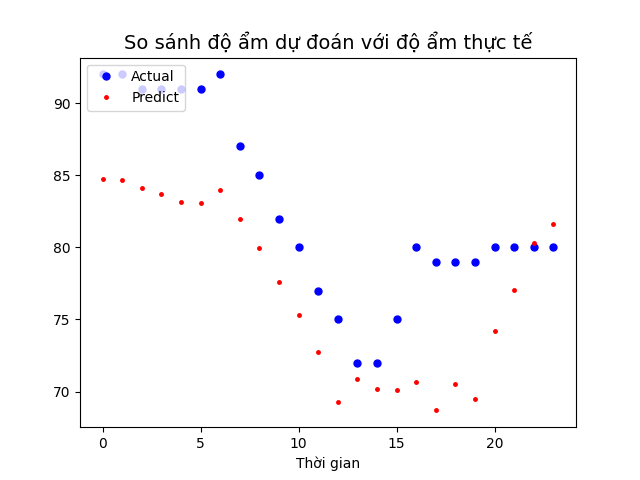 So sánh độ ẩm dự đoán với độ ẩm thực tế
Actual
Predict
90
85
80
75
70
0 5 10 15 20
Thời gian